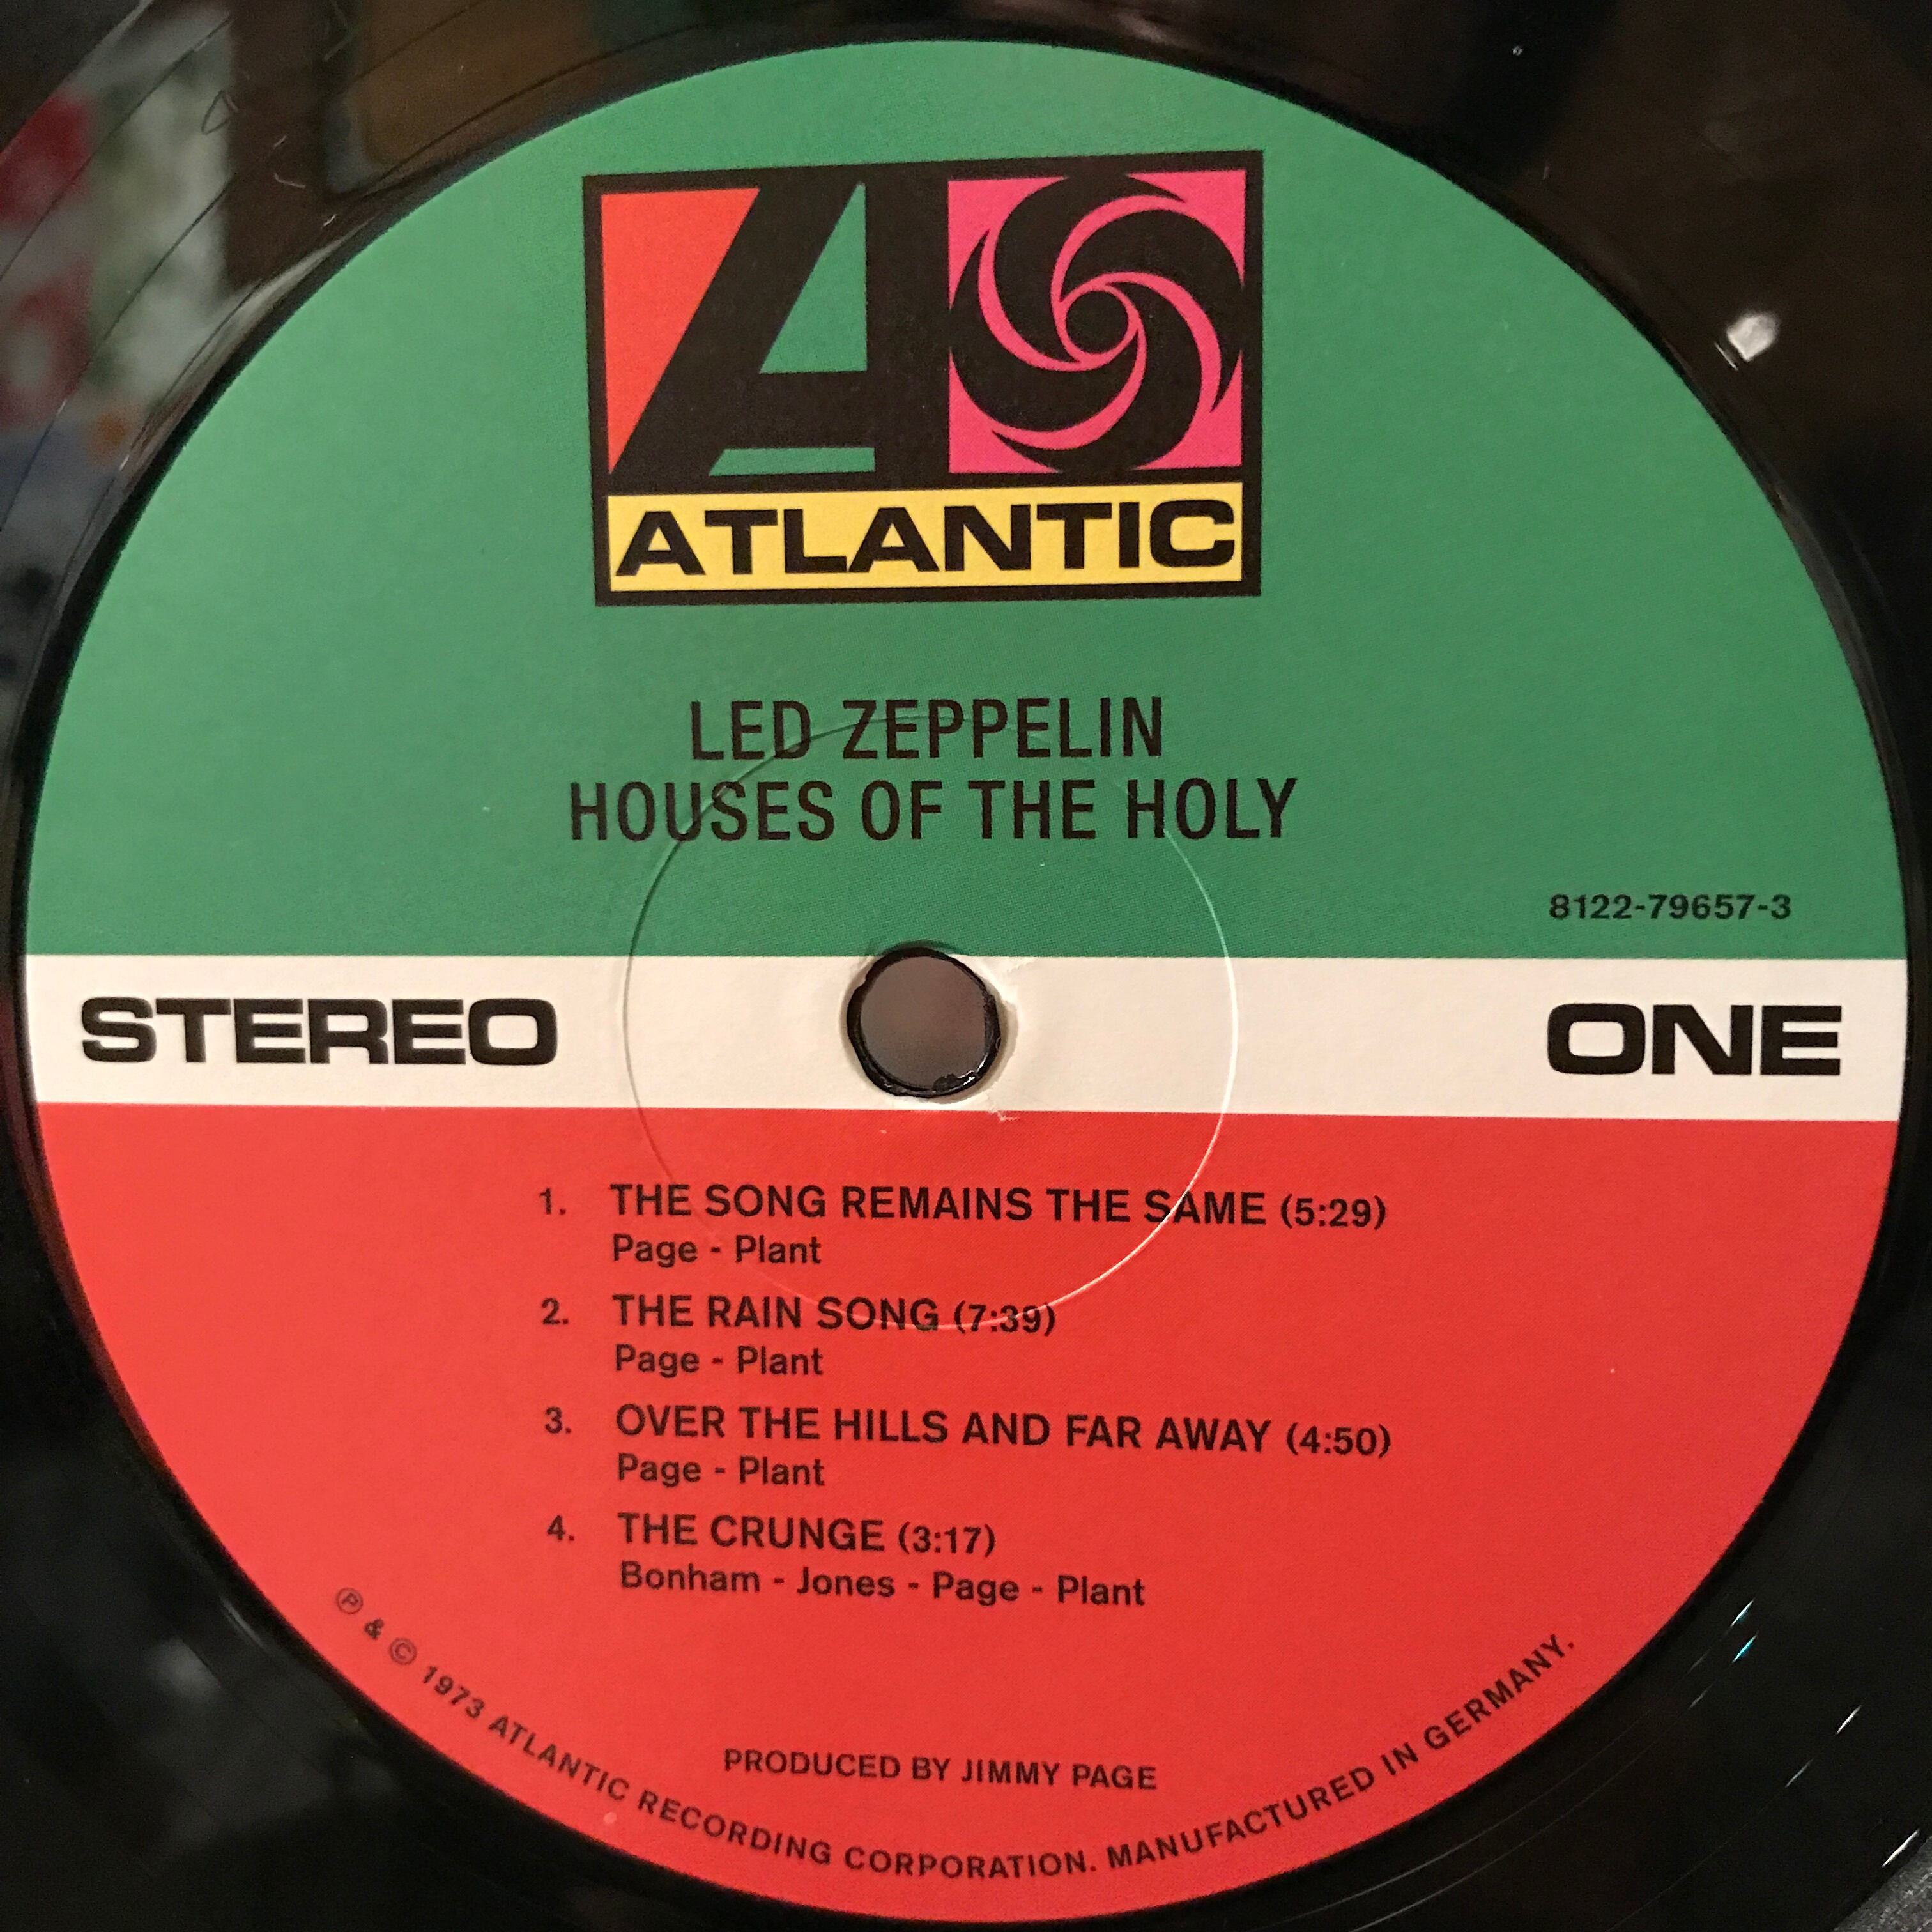 ATLANTIC
LED ZEPPELIN
HOUSES OF THE HOLY
8122-79657-3
STEREO
ONE
1. THE SONG REMAINS THE SAME (5:29)
Page - Plant
2. THE RAIN SONG (7:39)
Page - Plant
3. OVER THE HILLS AND FAR AWAY (4:50)
Page - Plant
4. THE CRUNGE (3:17)
Bonham - Jones - Page - Plant
PRODUCED BY JIMMY PAGE
℗ & © 1973 ATLANTIC RECORDING CORPORATION. MANUFACTURED IN GERMANY.